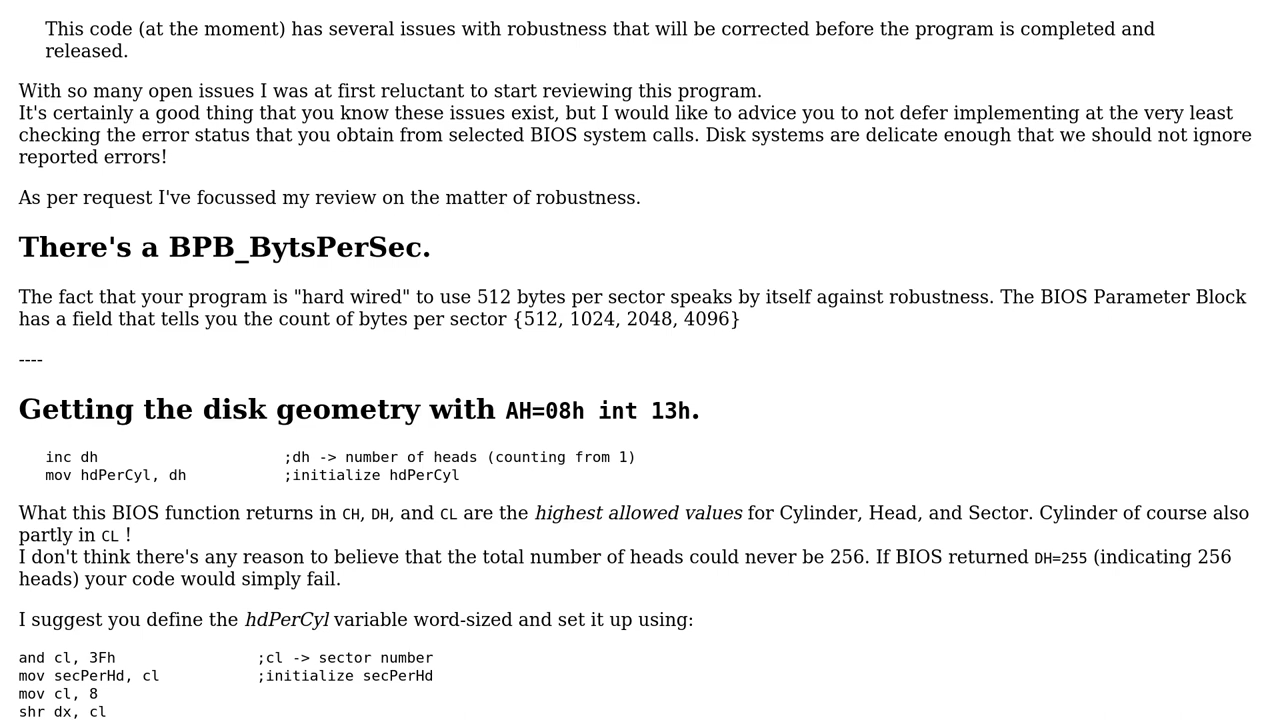 This code (at the moment) has several issues with robustness that will be corrected before the program is completed and
released.
With so many open issues I was at first reluctant to start reviewing this program.
It's certainly a good thing that you know these issues exist, but I would like to advice you to not defer implementing at the very least
checking the error status that you obtain from selected BIOS system calls. Disk systems are delicate enough that we should not ignore
reported errors!
As per request I've focussed my review on the matter of robustness.
There's a BPB_BytsPerSec.
The fact that your program is "hard wired" to use 512 bytes per sector speaks by itself against robustness. The BIOS Parameter Block
has a field that tells you the count of bytes per sector {512, 1024, 2048, 4096}
----
Getting the disk geometry with AH=08h int 13h.
inc dh                     ;dh -> number of heads (counting from 1)
mov hdPerCyl, dh           ;initialize hdPerCyl
What this BIOS function returns in CH, DH, and CL are the highest allowed values for Cylinder, Head, and Sector. Cylinder of course also
partly in CL !
I don't think there's any reason to believe that the total number of heads could never be 256. If BIOS returned DH=255 (indicating 256
heads) your code would simply fail.
I suggest you define the hdPerCyl variable word-sized and set it up using:
and cl, 3Fh                ;cl -> sector number
mov secPerHd, cl           ;initialize secPerHd
mov cl, 8
shr dx, cl